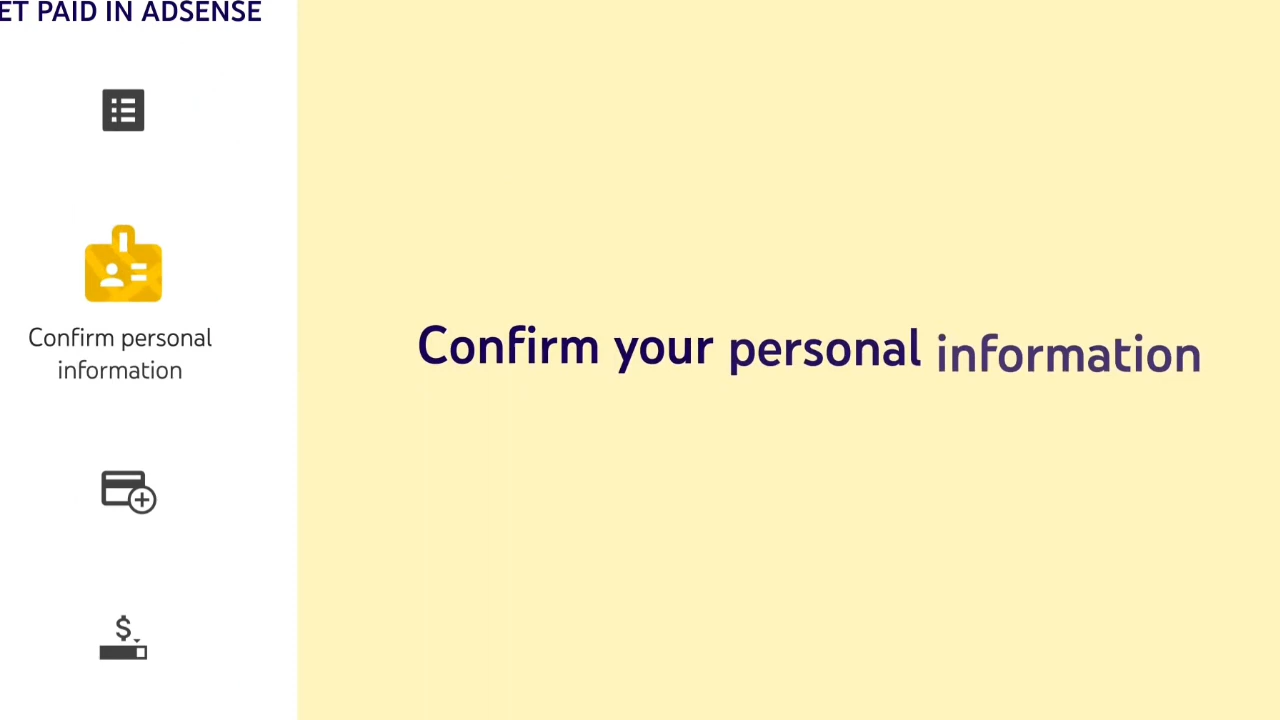 ET PAID IN ADSENSE
Confirm personal
information
Confirm your personal information
$